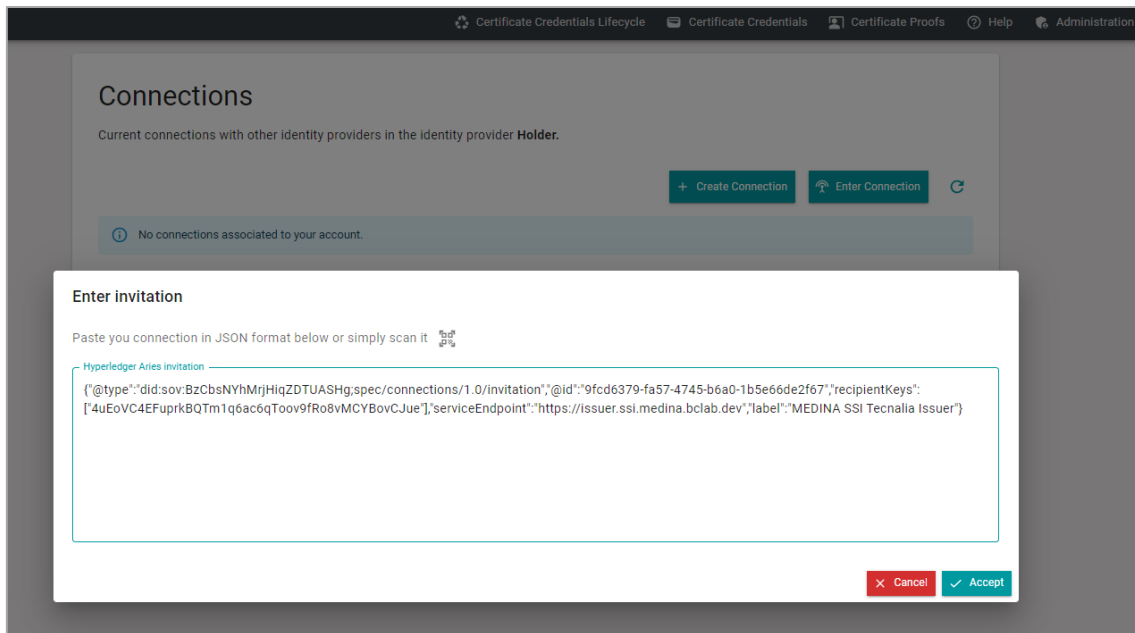 Certificate Credentials Lifecycle Certificate Credentials Certificate Proofs Help Administration
Connections
Current connections with other identity providers in the identity provider Holder.
+ Create Connection Enter Connection
No connections associated to your account.
Enter invitation
Paste you connection in JSON format below or simply scan it
Hyperledger Aries invitation
{"@type":"did:sov:BzCbsNYhMrjHiqZDTUASHg;spec/connections/1.0/invitation","@id":"9fcd6379-fa57-4745-b6a0-1b5e66de2f67","recipientKeys":
["4uEoVC4EFuprkBQTm1q6ac6qToov9fRo8vMCYBovCJue"],"serviceEndpoint":"https://issuer.ssi.medina.bclab.dev","label":"MEDINA SSI Tecnalia Issuer"}
Cancel Accept